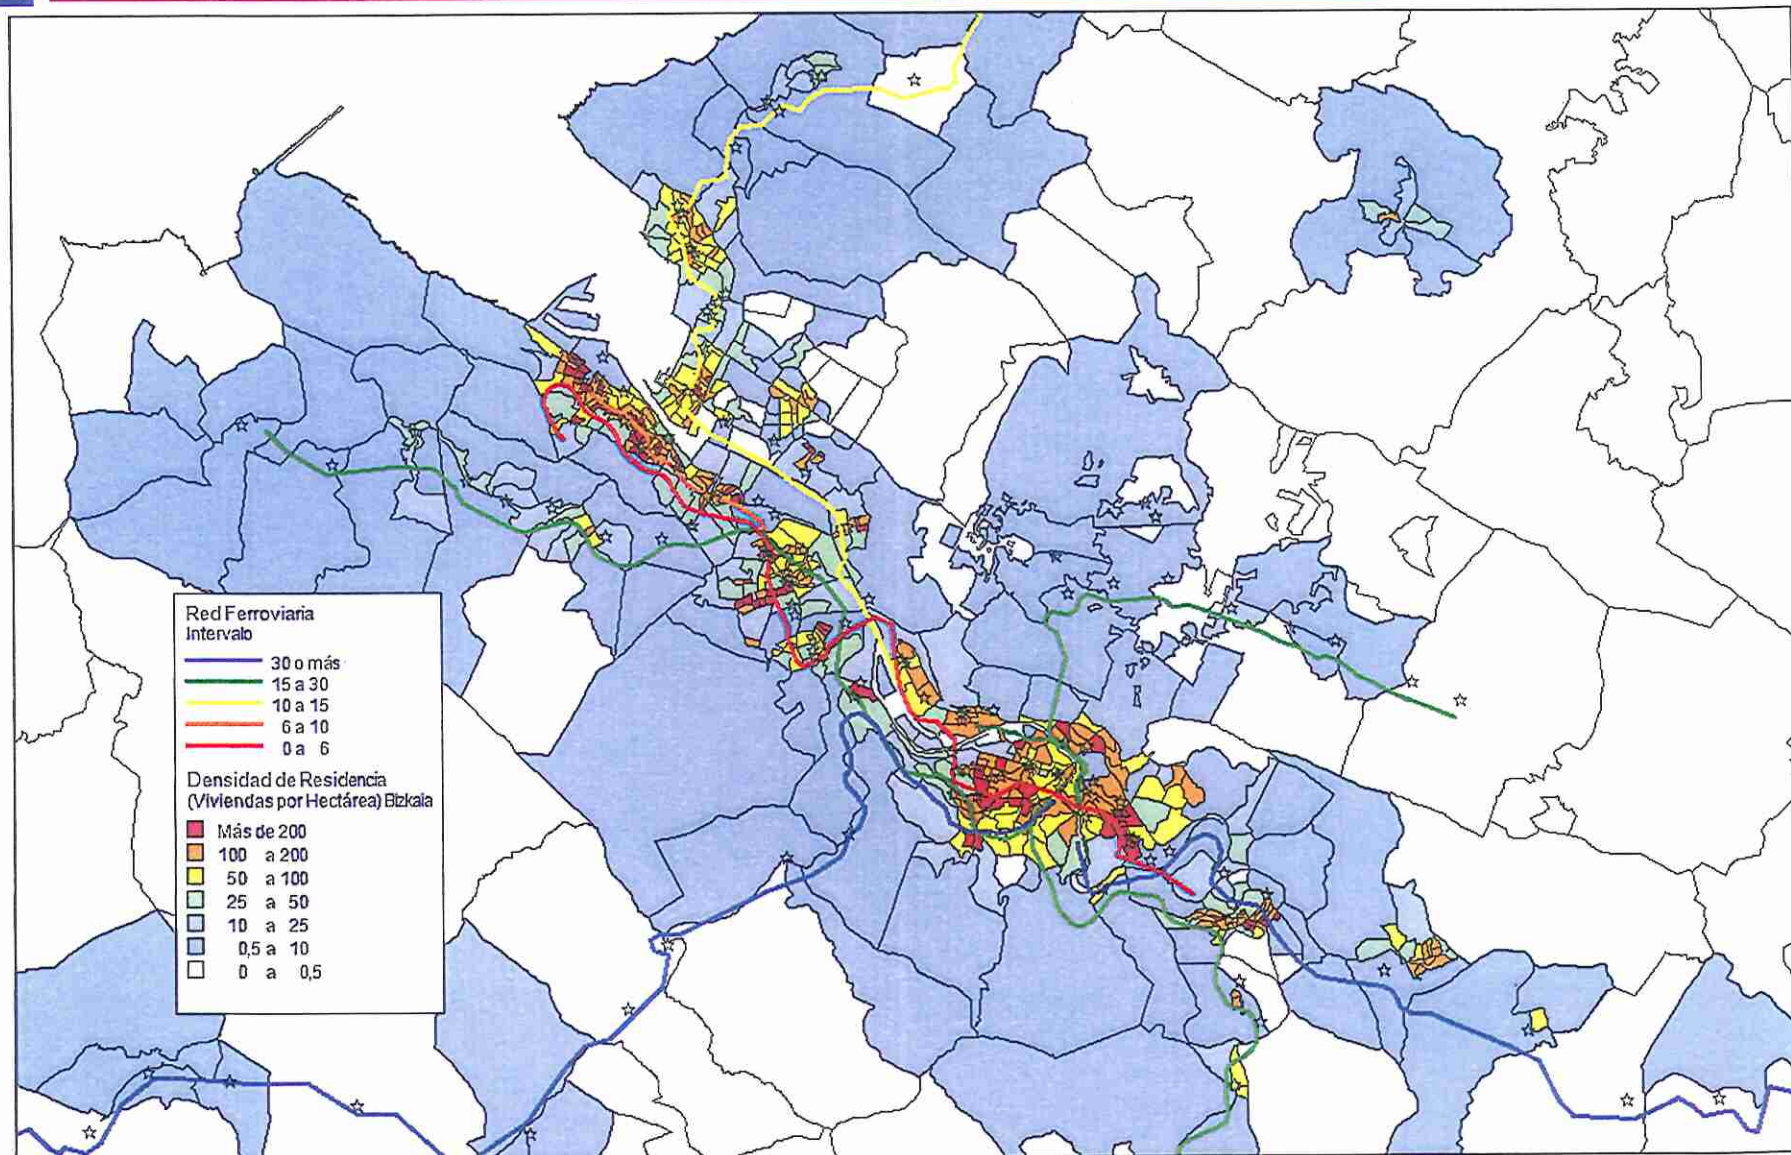 Red Ferroviaria
Intervalo
30 o más
15 a 30
10 a 15
6 a 10
0 a 6
Densidad de Residencia
(Viviendas por Hectárea) Bizkaia
Más de 200
100 a 200
50 a 100
25 a 50
10 a 25
0,5 a 10
0 a 0,5